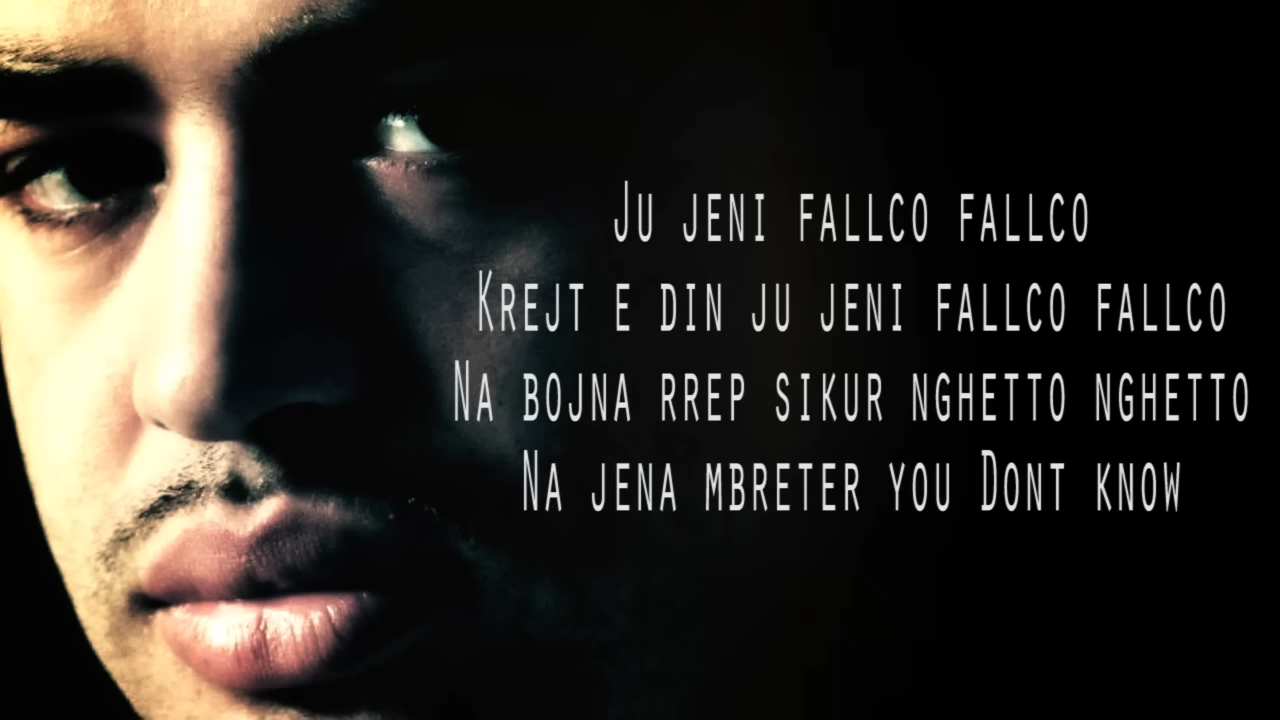 Ju jeni fallco fallco
Krejt e din ju jeni fallco fallco
Na bojna rrep sikur nghetto nghetto
Na jena mbreter you Dont know